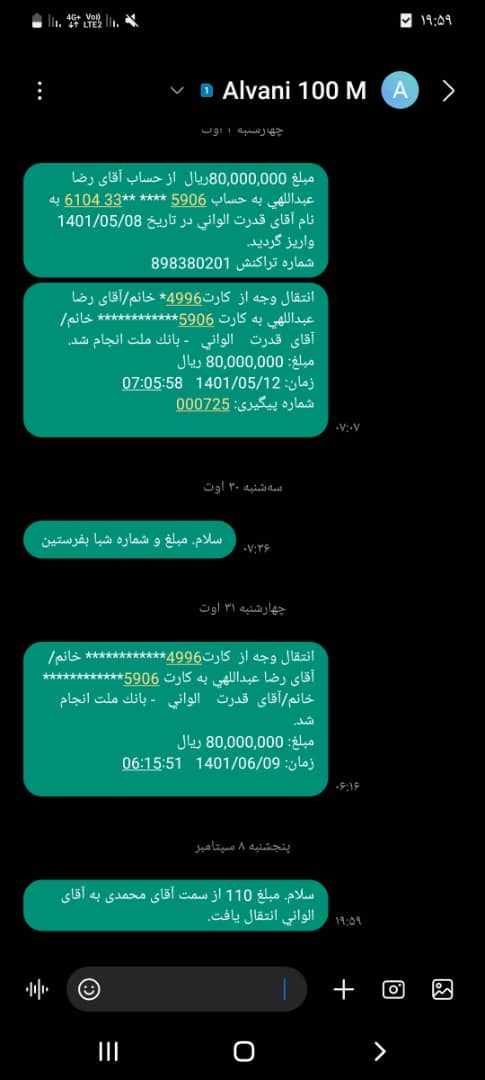 4G+ VoI) LTE2
۱۹:۵۹
1 Alvani 100 M A
مبلغ 80,000,000ریال از حساب آقای رضا
عبداللهي به حساب 5906 **** **33 6104 به
نام آقای قدرت الواني در تاریخ 1401/05/08
واریز گردید.
شماره تراکنش 898380201
انتقال وجه از کارت4996* خانم/آقای رضا
عبداللهي به کارت 5906************ خانم/
آقای قدرت الواني - بانك ملت انجام شد.
مبلغ: 80,000,000 ریال
زمان: 1401/05/12 07:05:58
شماره پیگیری: 000725
۰۷:۰۷
سه‌شنبه ۳۰ اوت
سلام. مبلغ و شماره شبا بفرستین
۰۷:۳۶
چهارشنبه ۳۱ اوت
انتقال وجه از کارت4996************ خانم/
آقای رضا عبداللهي به کارت 5906************
خانم/آقای قدرت الواني - بانك ملت انجام
شد.
مبلغ: 80,000,000 ریال
زمان: 1401/06/09 06:15:51
۰۶:۱۶
پنجشنبه ۸ سپتامبر
سلام. مبلغ 110 از سمت آقای محمدی به آقای
الواني انتقال یافت.
۱۹:۵۹